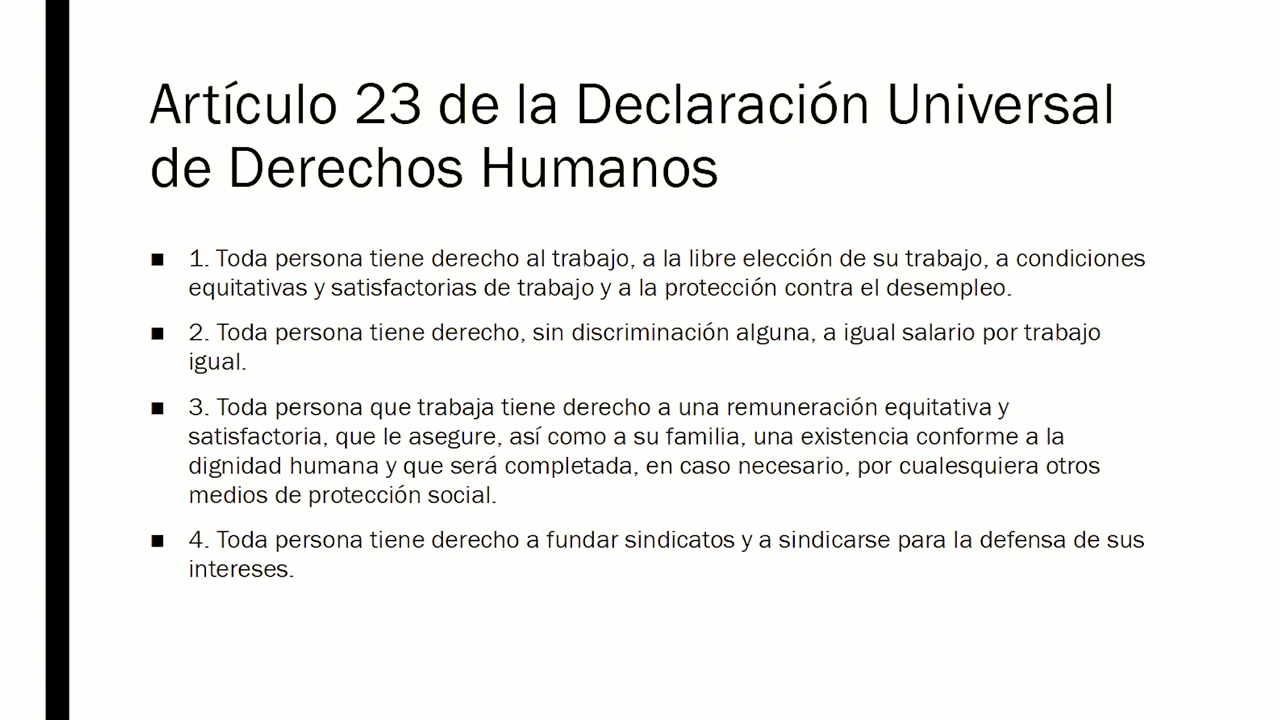 Artículo 23 de la Declaración Universal
de Derechos Humanos
■ 1. Toda persona tiene derecho al trabajo, a la libre elección de su trabajo, a condiciones
equitativas y satisfactorias de trabajo y a la protección contra el desempleo.
■ 2. Toda persona tiene derecho, sin discriminación alguna, a igual salario por trabajo
igual.
■ 3. Toda persona que trabaja tiene derecho a una remuneración equitativa y
satisfactoria, que le asegure, así como a su familia, una existencia conforme a la
dignidad humana y que será completada, en caso necesario, por cualesquiera otros
medios de protección social.
■ 4. Toda persona tiene derecho a fundar sindicatos y a sindicarse para la defensa de sus
intereses.